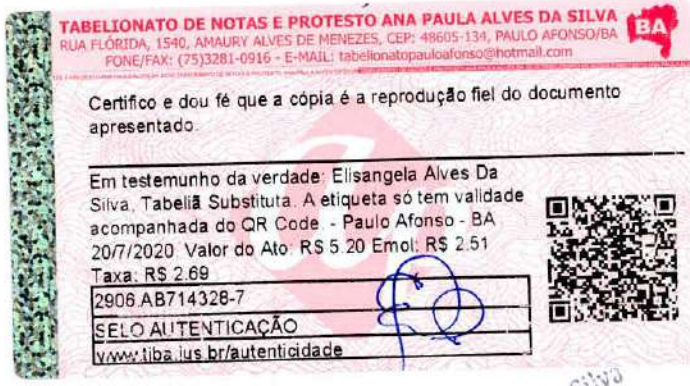 TABELIONATO DE NOTAS E PROTESTO ANA PAULA ALVES DA SILVA
BA
RUA FLÓRIDA, 1540, AMAURY ALVES DE MENEZES, CEP: 48605-134, PAULO AFONSO/BA
FONE/FAX: (75)3281-0916 - E-MAIL: tabelionatopauloafonso@hotmail.com
Certifico e dou fé que a cópia é a reprodução fiel do documento
apresentado.
Em testemunho da verdade: Elisangela Alves Da
Silva, Tabeliã Substituta. A etiqueta só tem validade
acompanhada do QR Code. - Paulo Afonso - BA
20/7/2020. Valor do Ato: R$ 5.20 Emol: R$ 2.51
Taxa: R$ 2.69
2906.AB714328-7
SELO AUTENTICAÇÃO
www.tjba.jus.br/autenticidade
Silva